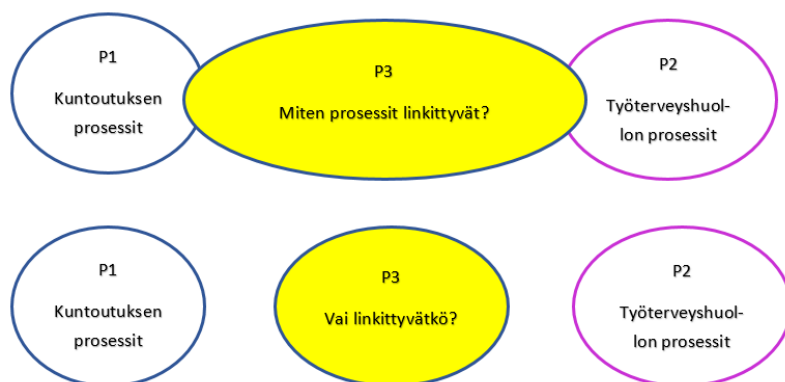 P1
Kuntoutuksen
prosessit
P3
Miten prosessit linkittyvät?
P2
Työterveyshuol-
lon prosessit
P1
Kuntoutuksen
prosessit
P3
Vai linkittyvätkö?
P2
Työterveyshuol-
lon prosessit